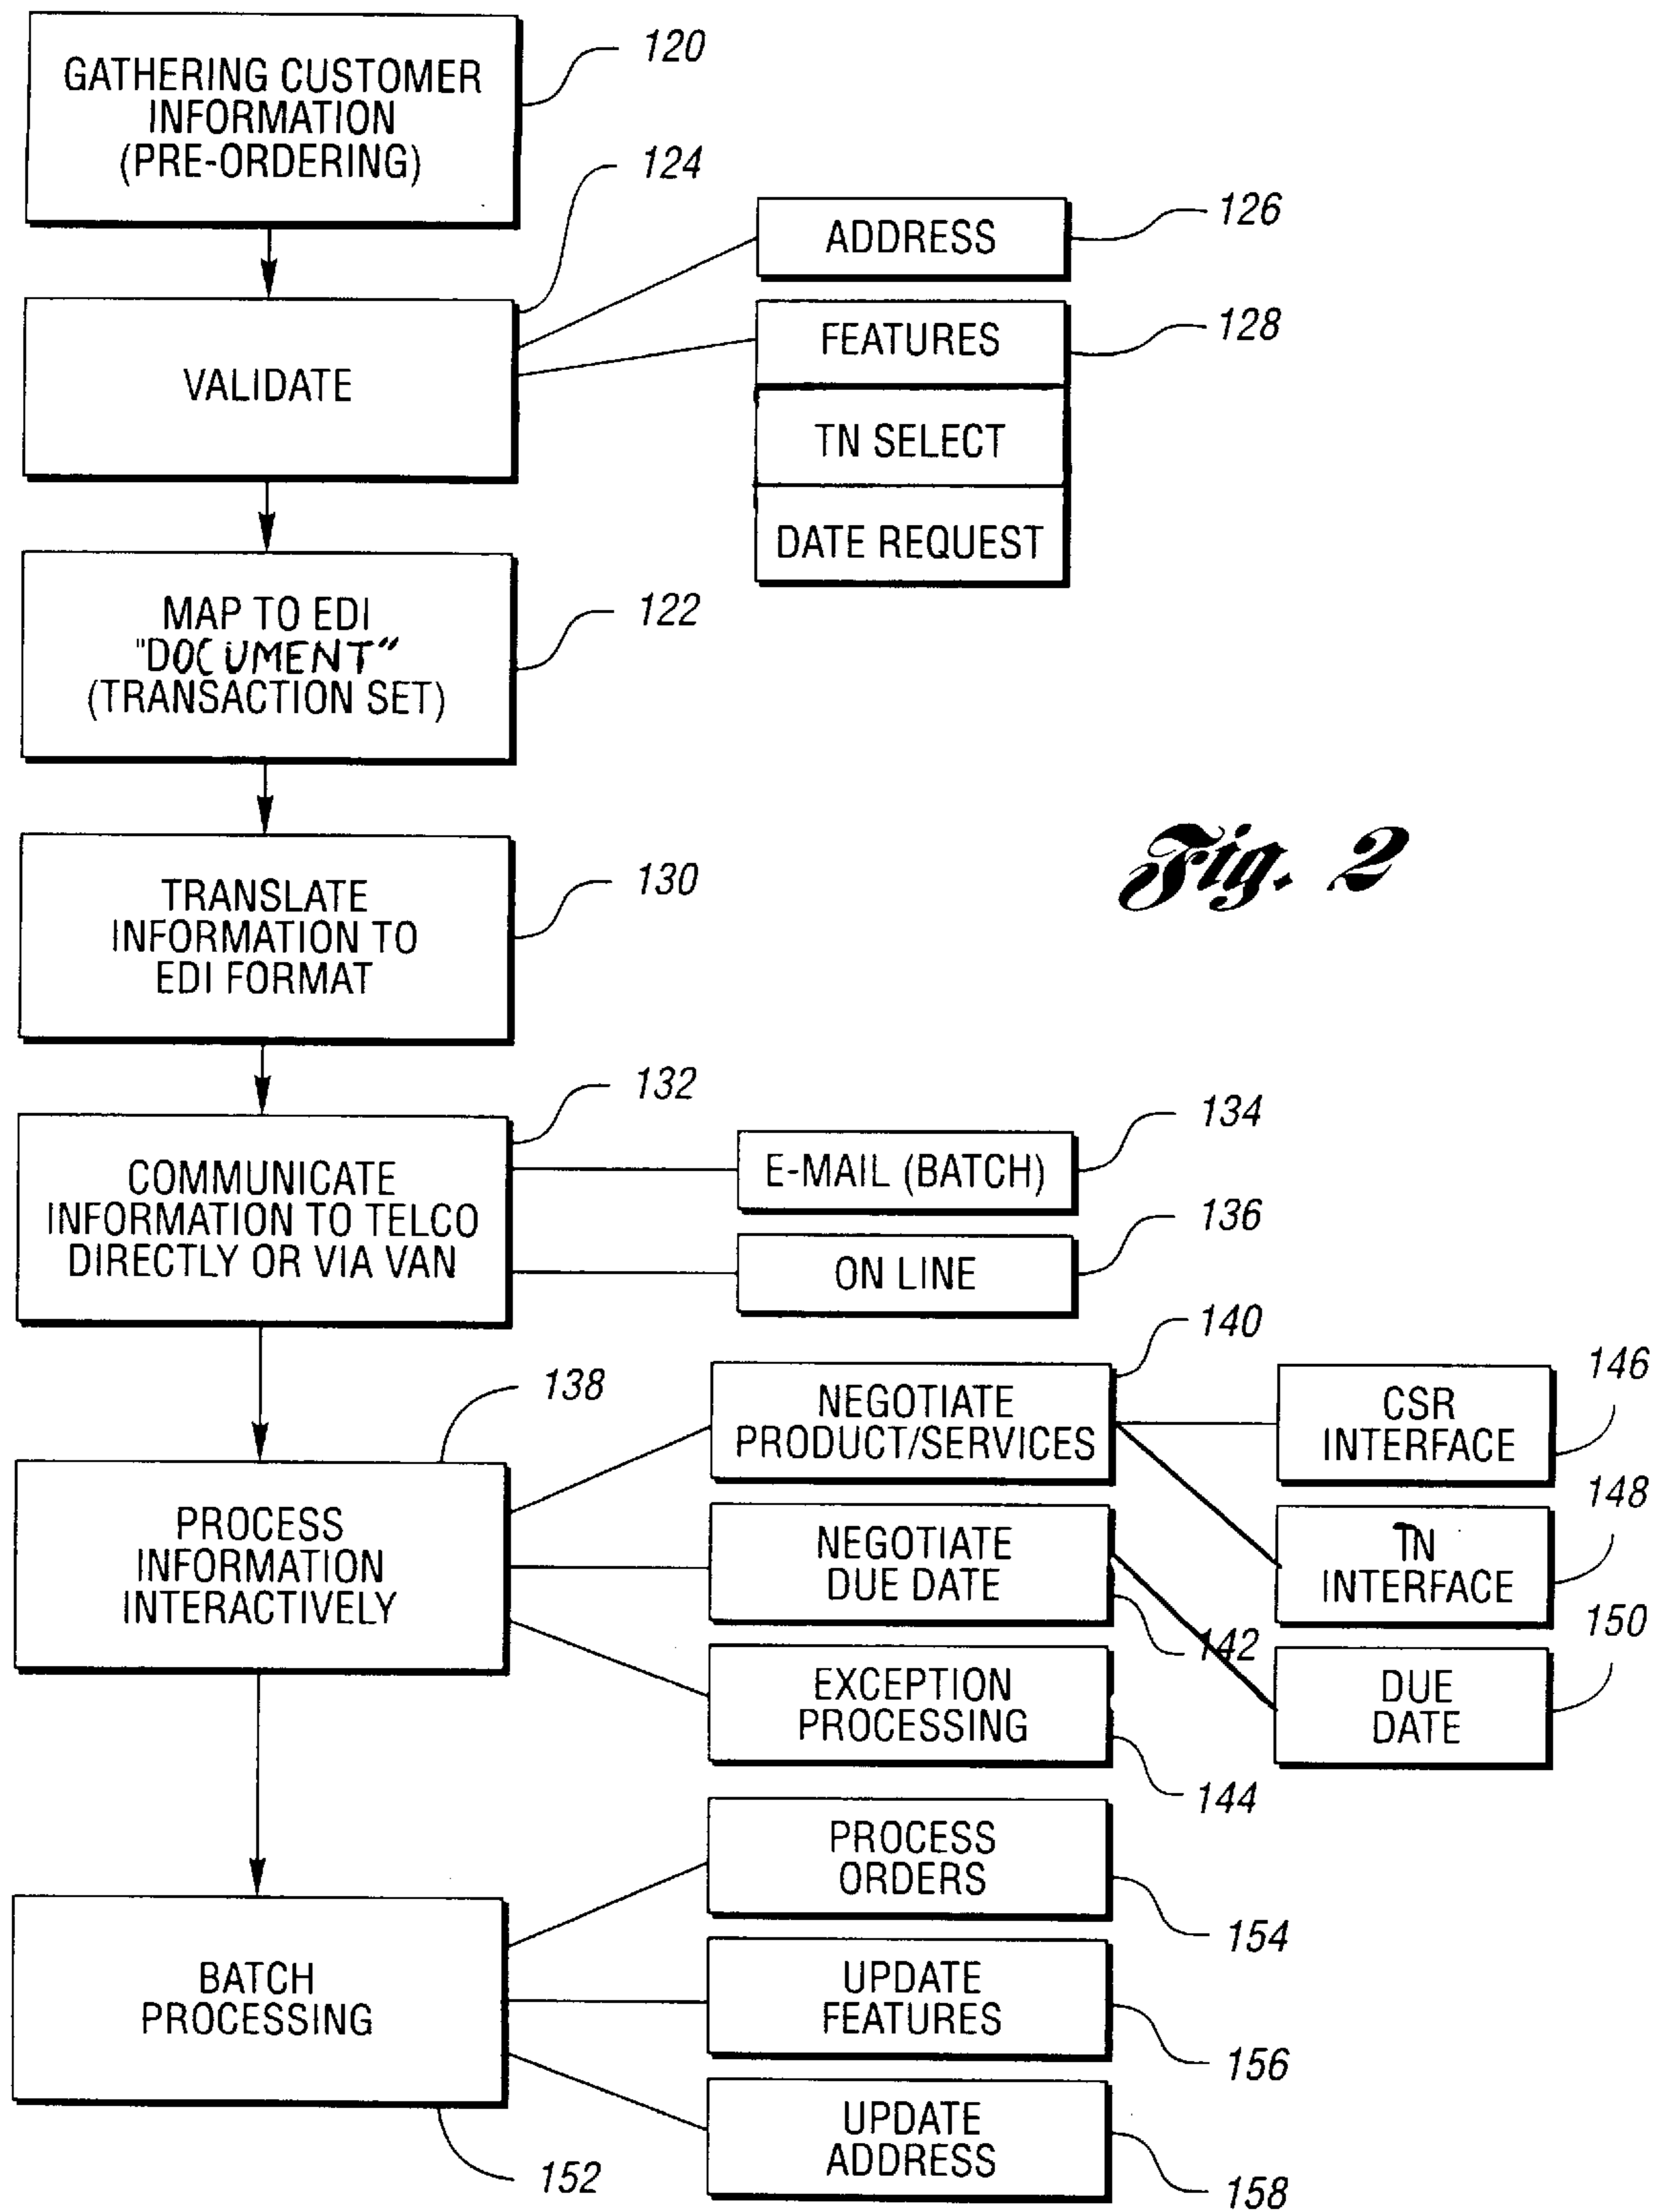 GATHERING CUSTOMER
INFORMATION
(PRE-ORDERING)
120
VALIDATE
124
ADDRESS
126
FEATURES
128
TN SELECT
DATE REQUEST
MAP TO EDI
"DOCUMENT"
(TRANSACTION SET)
122
TRANSLATE
INFORMATION TO
EDI FORMAT
130
Fig. 2
COMMUNICATE
INFORMATION TO TELCO
DIRECTLY OR VIA VAN
132
E-MAIL (BATCH)
134
ON LINE
136
PROCESS
INFORMATION
INTERACTIVELY
138
NEGOTIATE
PRODUCT/SERVICES
140
CSR
INTERFACE
146
NEGOTIATE
DUE DATE
142
TN
INTERFACE
148
EXCEPTION
PROCESSING
144
DUE
DATE
150
BATCH
PROCESSING
152
PROCESS
ORDERS
154
UPDATE
FEATURES
156
UPDATE
ADDRESS
158